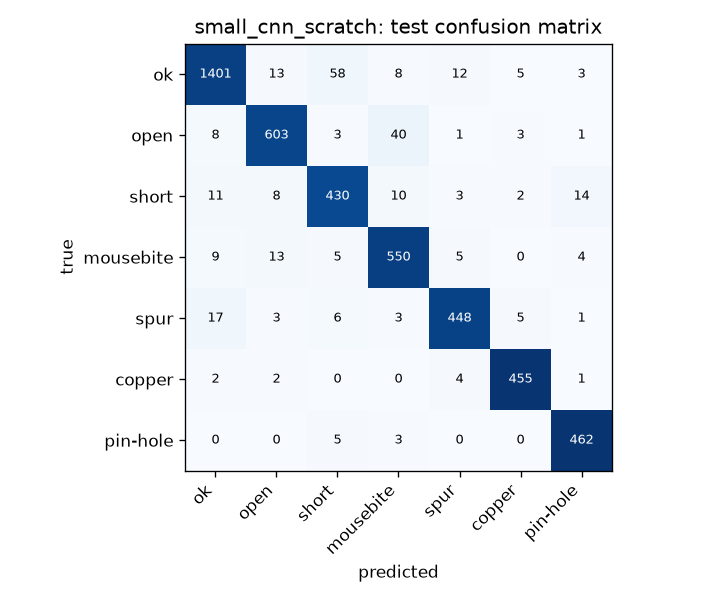 small_cnn_scratch: test confusion matrix
ok 1401 13 58 8 12 5 3
open 8 603 3 40 1 3 1
short 11 8 430 10 3 2 14
mousebite 9 13 5 550 5 0 4
spur 17 3 6 3 448 5 1
copper 2 2 0 0 4 455 1
pin-hole 0 0 5 3 0 0 462
true
ok open short mousebite spur copper pin-hole
predicted